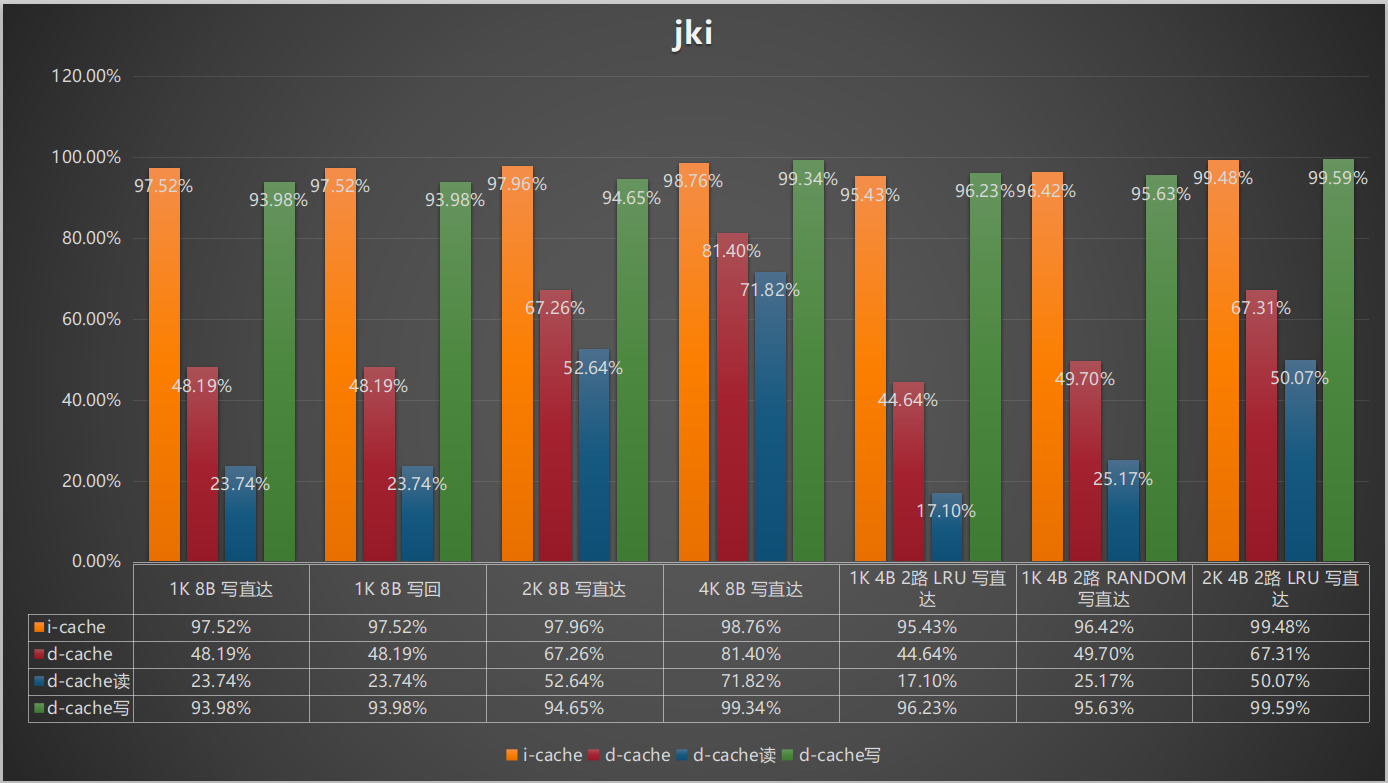 jki
120.00%
100.00%
80.00%
60.00%
40.00%
20.00%
0.00%
97.52% 48.19% 23.74% 93.98%
97.52% 48.19% 23.74% 93.98%
97.96% 67.26% 52.64% 94.65%
98.76% 81.40% 71.82% 99.34%
95.43% 44.64% 17.10% 96.23%
96.42% 49.70% 25.17% 95.63%
99.48% 67.31% 50.07% 99.59%
1K 8B 写直达
1K 8B 写回
2K 8B 写直达
4K 8B 写直达
1K 4B 2路 LRU 写直
达
1K 4B 2路 RANDOM
写直达
2K 4B 2路 LRU 写直
达
i-cache 97.52% 97.52% 97.96% 98.76% 95.43% 96.42% 99.48%
d-cache 48.19% 48.19% 67.26% 81.40% 44.64% 49.70% 67.31%
d-cache读 23.74% 23.74% 52.64% 71.82% 17.10% 25.17% 50.07%
d-cache写 93.98% 93.98% 94.65% 99.34% 96.23% 95.63% 99.59%
i-cache d-cache d-cache读 d-cache写